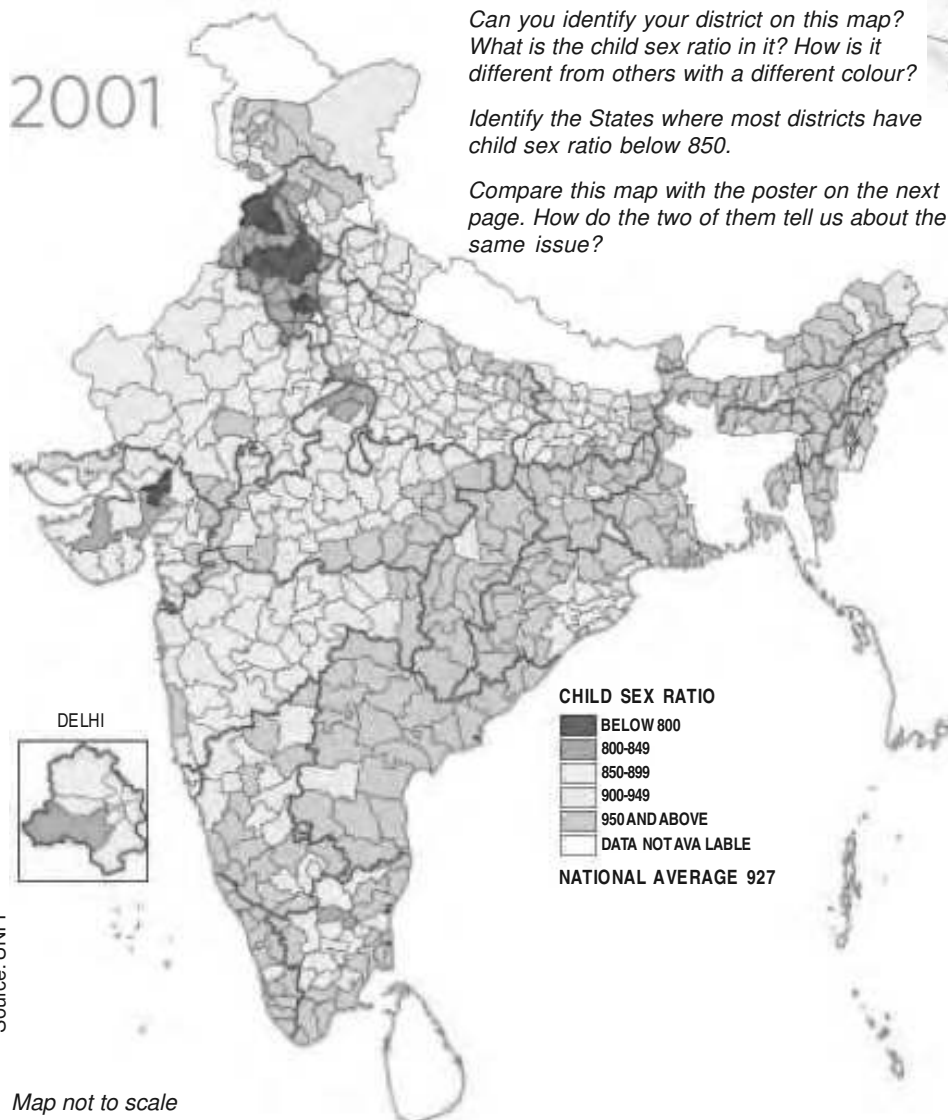 Can you identify your district on this map?
What is the child sex ratio in it? How is it
different from others with a different colour?
2001
Identify the States where most districts have
child sex ratio below 850.
Compare this map with the poster on the next
page. How do the two of them tell us about the
same issue?
DELHI
CHILD SEX RATIO
BELOW 800
800-849
850-899
900-949
950 AND ABOVE
DATA NOT AVA LABLE
NATIONAL AVERAGE 927
Source:
Map not to scale